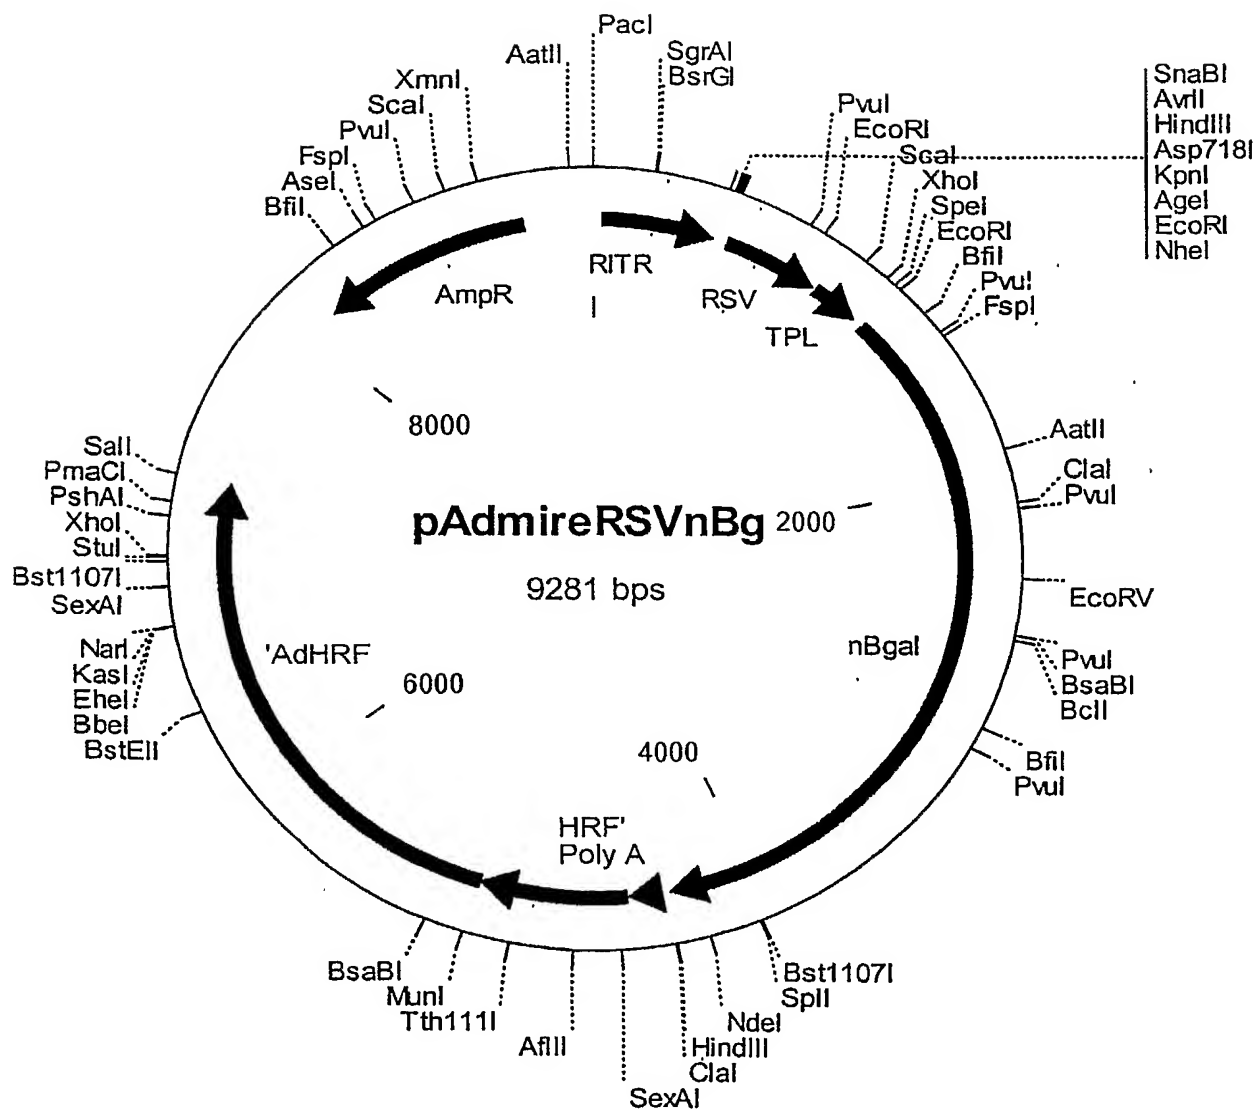 PacI
AatII
SgrAI
BsrGI
XmnI
ScaI
PvuI
FspI
AseI
BfiI
PvuI
EcoRI
ScaI
XhoI
SpeI
EcoRI
BfiI
PvuI
FspI
SnaBI
AvrII
HindIII
Asp718I
KpnI
AgeI
EcoRI
NheI
RITR
I
RSV
TPL
AmpR
8000
AatII
ClaI
PvuI
2000
pAdmireRSVnBg
9281 bps
EcoRV
nBgal
PvuI
BsaBI
BclI
BfiI
PvuI
SalI
PmaCI
PshAI
XhoI
StuI
Bst1107I
SexAI
NarI
KasI
EheI
BbeI
BstEII
'AdHRF
6000
4000
HRF'
Poly A
Bst1107I
SplI
NdeI
HindIII
ClaI
SexAI
AflII
Tth111I
MunI
BsaBI